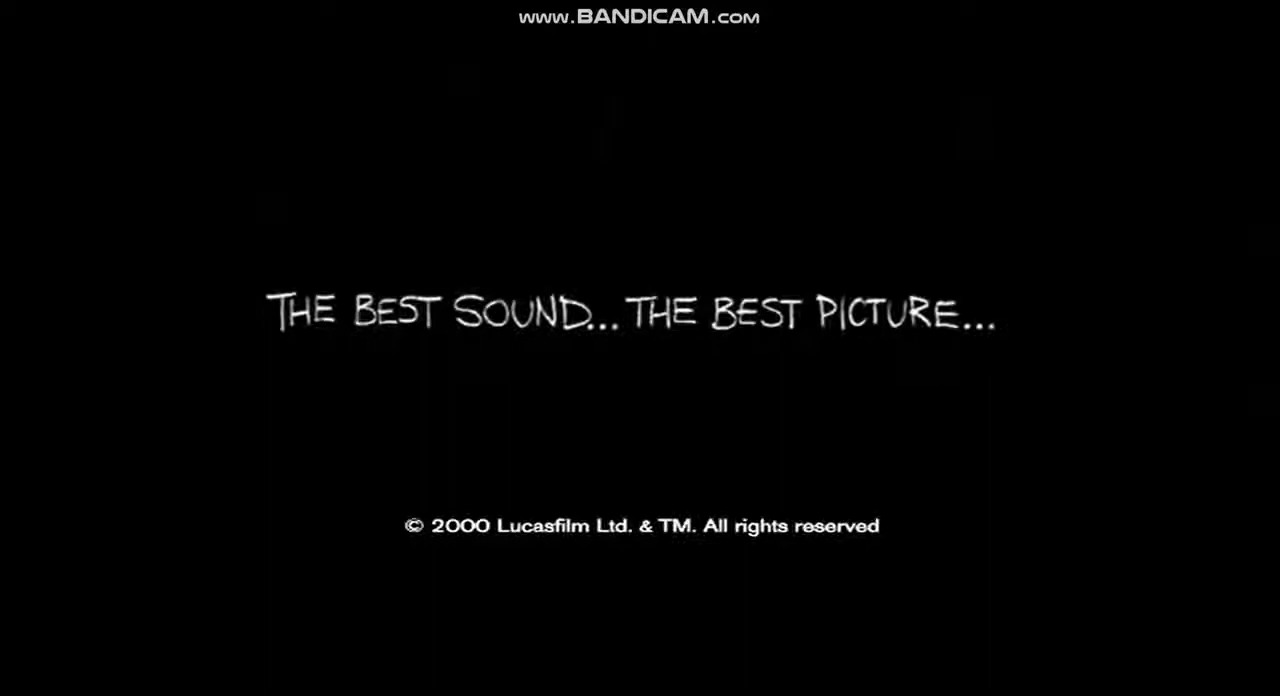 www.BANDICAM.com
THE BEST SOUND...THE BEST PICTURE...
© 2000 Lucasfilm Ltd. & TM. All rights reserved